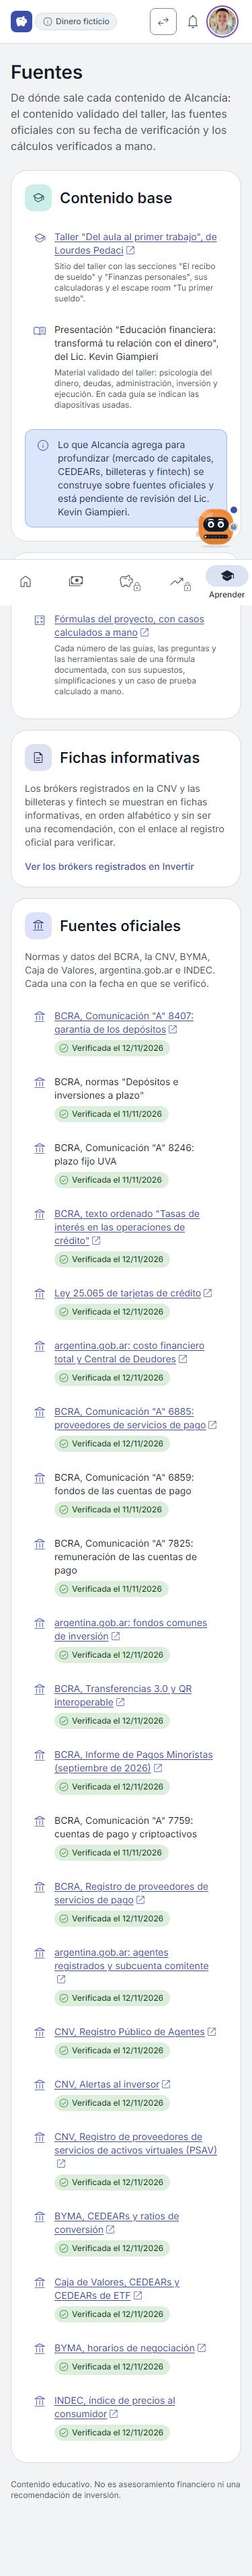 Dinero ficticio
Fuentes
De dónde sale cada contenido de Alcancía:
el contenido validado del taller, las fuentes
oficiales con su fecha de verificación y los
cálculos verificados a mano.
Contenido base
Taller "Del aula al primer trabajo", de
Lourdes Pedaci
Sitio del taller con las secciones "El recibo
de sueldo" y "Finanzas personales", sus
calculadoras y el escape room "Tu primer
sueldo".
Presentación "Educación financiera:
transformá tu relación con el dinero",
del Lic. Kevin Giampieri
Material validado del taller: psicología del
dinero, deudas, administración, inversión y
ejecución. En cada guía se indican las
diapositivas usadas.
Lo que Alcancía agrega para
profundizar (mercado de capitales,
CEDEARs, billeteras y fintech) se
construye sobre fuentes oficiales y
está pendiente de revisión del Lic.
Kevin Giampieri.
Aprender
Fórmulas del proyecto, con casos
calculados a mano
Cada número de las guías, las preguntas y
las herramientas sale de una fórmula
documentada, con sus supuestos,
simplificaciones y un caso de prueba
calculado a mano.
Fichas informativas
Los brókers registrados en la CNV y las
billeteras y fintech se muestran en fichas
informativas, en orden alfabético y sin ser
una recomendación, con el enlace al registro
oficial para verificar.
Ver los brókers registrados en Invertir
Fuentes oficiales
Normas y datos del BCRA, la CNV, BYMA,
Caja de Valores, argentina.gob.ar e INDEC.
Cada una con la fecha en que se verificó.
BCRA, Comunicación "A" 8407:
garantía de los depósitos
Verificada el 12/11/2026
BCRA, normas "Depósitos e
inversiones a plazo"
Verificada el 11/11/2026
BCRA, Comunicación "A" 8246:
plazo fijo UVA
Verificada el 11/11/2026
BCRA, texto ordenado "Tasas de
interés en las operaciones de
crédito"
Verificada el 12/11/2026
Ley 25.065 de tarjetas de crédito
Verificada el 12/11/2026
argentina.gob.ar: costo financiero
total y Central de Deudores
Verificada el 12/11/2026
BCRA, Comunicación "A" 6885:
proveedores de servicios de pago
Verificada el 12/11/2026
BCRA, Comunicación "A" 6859:
fondos de las cuentas de pago
Verificada el 11/11/2026
BCRA, Comunicación "A" 7825:
remuneración de las cuentas de
pago
Verificada el 11/11/2026
argentina.gob.ar: fondos comunes
de inversión
Verificada el 12/11/2026
BCRA, Transferencias 3.0 y QR
interoperable
Verificada el 12/11/2026
BCRA, Informe de Pagos Minoristas
(septiembre de 2026)
Verificada el 12/11/2026
BCRA, Comunicación "A" 7759:
cuentas de pago y criptoactivos
Verificada el 11/11/2026
BCRA, Registro de proveedores de
servicios de pago
Verificada el 12/11/2026
argentina.gob.ar: agentes
registrados y subcuenta comitente
Verificada el 12/11/2026
CNV, Registro Público de Agentes
Verificada el 12/11/2026
CNV, Alertas al inversor
Verificada el 12/11/2026
CNV, Registro de proveedores de
servicios de activos virtuales (PSAV)
Verificada el 12/11/2026
BYMA, CEDEARs y ratios de
conversión
Verificada el 12/11/2026
Caja de Valores, CEDEARs y
CEDEARs de ETF
Verificada el 12/11/2026
BYMA, horarios de negociación
Verificada el 12/11/2026
INDEC, índice de precios al
consumidor
Verificada el 12/11/2026
Contenido educativo. No es asesoramiento financiero ni una
recomendación de inversión.